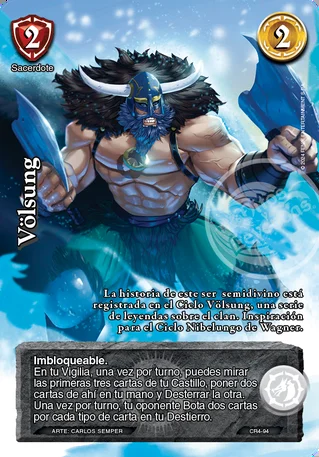 2
2
Sacerdote
Völsung
La historia de este ser semidivino está
registrada en el Ciclo Völsung, una serie
de leyendas sobre el clan. Inspiración
para el Ciclo Nibelungo de Wagner.
Imbloqueable.
En tu Vigilia, una vez por turno, puedes mirar
las primeras tres cartas de tu Castillo, poner dos
cartas de ahí en tu mano y Desterrar la otra.
Una vez por turno, tu oponente Bota dos cartas
por cada tipo de carta en tu Destierro.
ARTE: CARLOS SEMPER
CR4-94